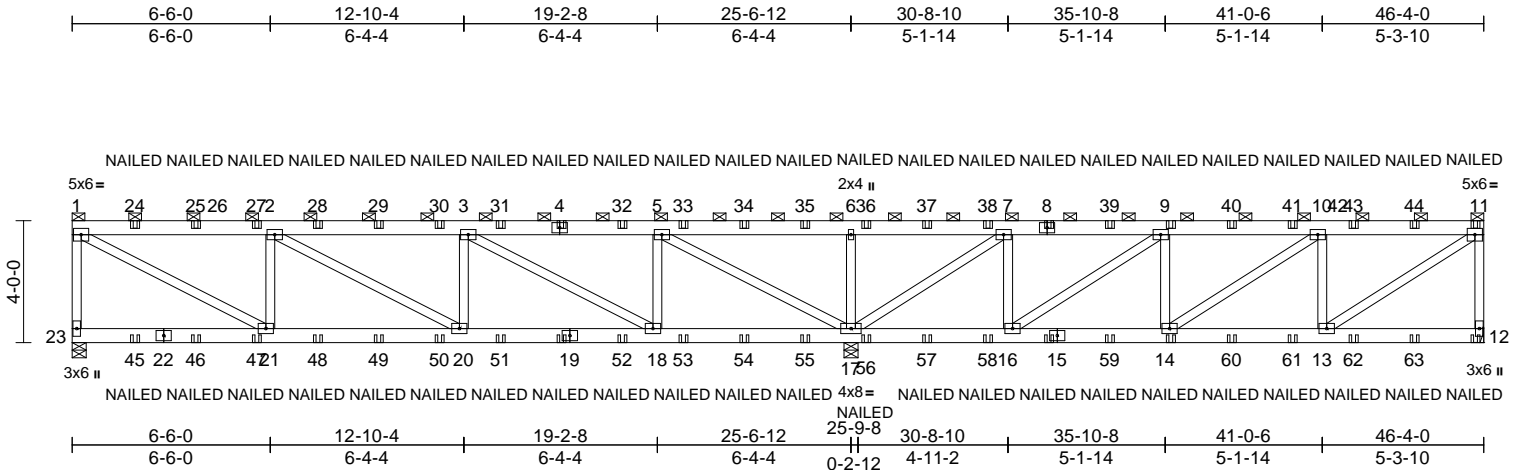 6-6-0 12-10-4 19-2-8 25-6-12 30-8-10 35-10-8 41-0-6 46-4-0
6-6-0 6-4-4 6-4-4 6-4-4 5-1-14 5-1-14 5-1-14 5-3-10
NAILED NAILED NAILED NAILED NAILED NAILED NAILED NAILED NAILED NAILED NAILED NAILED NAILED NAILED NAILED NAILED NAILED NAILED NAILED NAILED NAILED NAILED NAILED
5x6 = 2x4 II 5x6 =
1 24 25 26 27 2 28 29 30 3 31 4 32 5 33 34 35 6 36 37 38 7 8 39 9 40 41 10 42 43 44 11
4-0-0
23 12
45 22 46 47 21 48 49 50 20 51 19 52 18 53 54 55 17 56 57 58 16 15 59 14 60 61 13 62 63
3x6 II 3x6 II
NAILED NAILED NAILED NAILED NAILED NAILED NAILED NAILED NAILED NAILED NAILED NAILED 4x8 = NAILED NAILED NAILED NAILED NAILED NAILED NAILED NAILED NAILED NAILED
NAILED
25-9-8
6-6-0 12-10-4 19-2-8 25-6-12 30-8-10 35-10-8 41-0-6 46-4-0
6-6-0 6-4-4 6-4-4 6-4-4 0-2-12 4-11-2 5-1-14 5-1-14 5-3-10